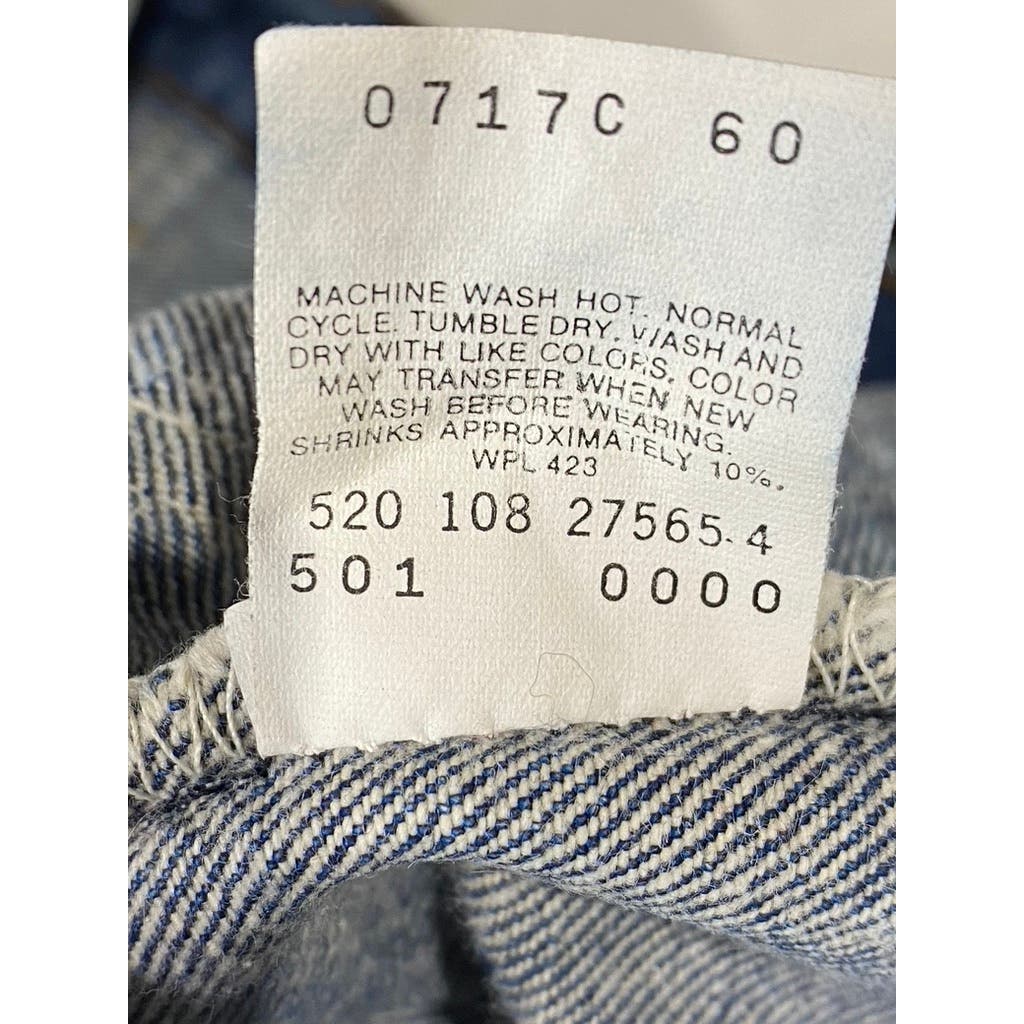 0717C 60
MACHINE WASH HOT. NORMAL
CYCLE. TUMBLE DRY. WASH AND
DRY WITH LIKE COLORS. COLOR
MAY TRANSFER WHEN NEW
WASH BEFORE WEARING.
SHRINKS APPROXIMATELY 10%.
WPL 423
520 108 27565-4
501 0000